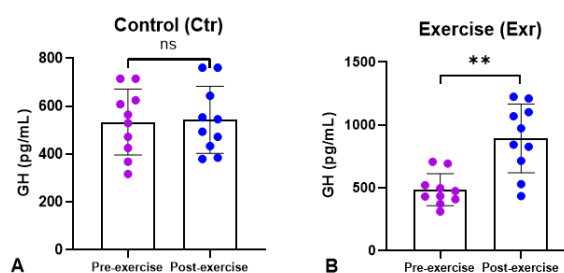 Control (Ctr)
ns
800
600
400
200
0
GH (pg/mL)
Pre-exercise Post-exercise
A
Exercise (Exr)
**
1500
1000
500
0
GH (pg/mL)
Pre-exercise Post-exercise
B